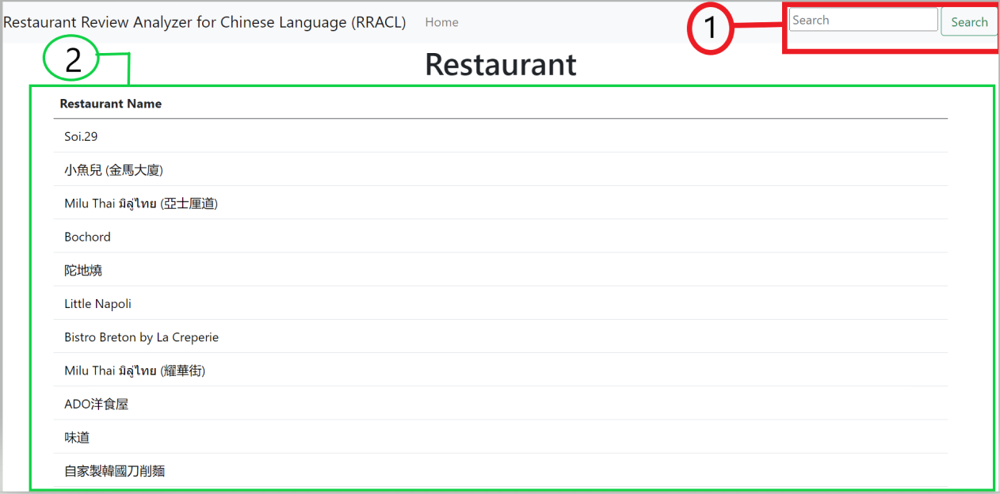 Restaurant Review Analyzer for Chinese Language (RRACL) Home 1 Search Search
2
Restaurant
Restaurant Name
Soi.29
小魚兒 (金馬大廈)
Milu Thai มิลู่ไทย (亞士厘道)
Bochord
陀地燒
Little Napoli
Bistro Breton by La Creperie
Milu Thai มิลู่ไทย (耀華街)
ADO洋食屋
味道
自家製韓國刀削麵